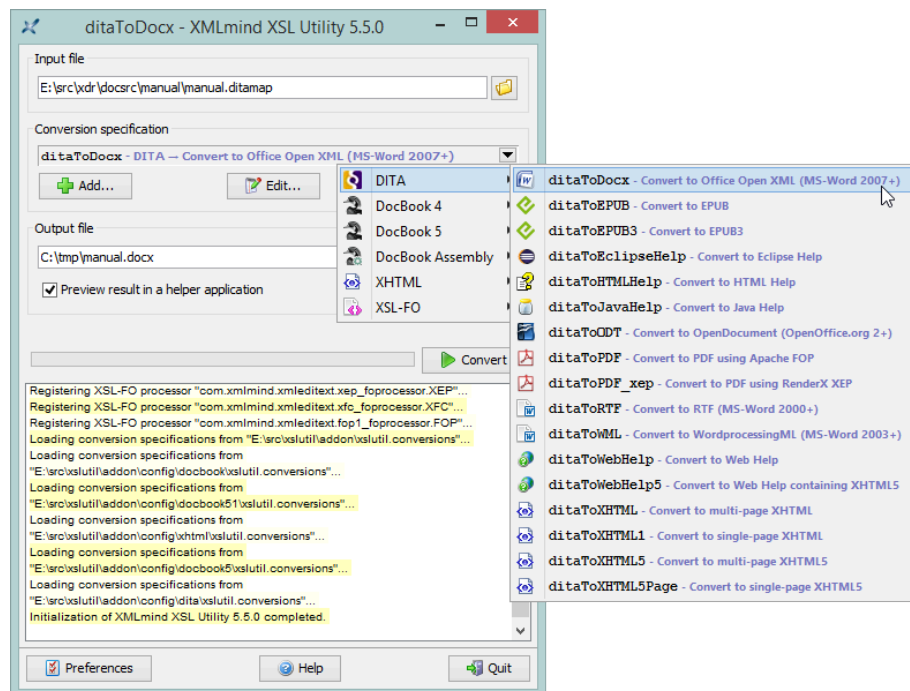 ditaToDocx - XMLmind XSL Utility 5.5.0
Input file
E:\src\xdr\docsrc\manual\manual.ditamap
Conversion specification
ditaToDocx - DITA → Convert to Office Open XML (MS-Word 2007+)
Add...
Edit...
Output file
C:\tmp\manual.docx
Preview result in a helper application
DITA
DocBook 4
DocBook 5
DocBook Assembly
XHTML
XSL-FO
ditaToDocx - Convert to Office Open XML (MS-Word 2007+)
ditaToEPUB - Convert to EPUB
ditaToEPUB3 - Convert to EPUB3
ditaToEclipseHelp - Convert to Eclipse Help
ditaToHTMLHelp - Convert to HTML Help
ditaToJavaHelp - Convert to Java Help
ditaToODT - Convert to OpenDocument (OpenOffice.org 2+)
ditaToPDF - Convert to PDF using Apache FOP
ditaToPDF_xep - Convert to PDF using RenderX XEP
ditaToRTF - Convert to RTF (MS-Word 2000+)
ditaToWML - Convert to WordprocessingML (MS-Word 2003+)
ditaToWebHelp - Convert to Web Help
ditaToWebHelp5 - Convert to Web Help containing XHTML5
ditaToXHTML - Convert to multi-page XHTML
ditaToXHTML1 - Convert to single-page XHTML
ditaToXHTML5 - Convert to multi-page XHTML5
ditaToXHTML5Page - Convert to single-page XHTML5
Convert
Registering XSL-FO processor "com.xmlmind.xmleditext.xep_foprocessor.XEP"...
Registering XSL-FO processor "com.xmlmind.xmleditext.xfc_foprocessor.XFC"...
Registering XSL-FO processor "com.xmlmind.xmleditext.fop1_foprocessor.FOP"...
Loading conversion specifications from "E:\src\xslutil\addon\xslutil.conversions"...
Loading conversion specifications from
"E:\src\xslutil\addon\config\docbook\xslutil.conversions"...
Loading conversion specifications from
"E:\src\xslutil\addon\config\docbook51\xslutil.conversions"...
Loading conversion specifications from
"E:\src\xslutil\addon\config\xhtml\xslutil.conversions"...
Loading conversion specifications from
"E:\src\xslutil\addon\config\docbook5\xslutil.conversions"...
Loading conversion specifications from
"E:\src\xslutil\addon\config\dita\xslutil.conversions"...
Initialization of XMLmind XSL Utility 5.5.0 completed.
Preferences
Help
Quit